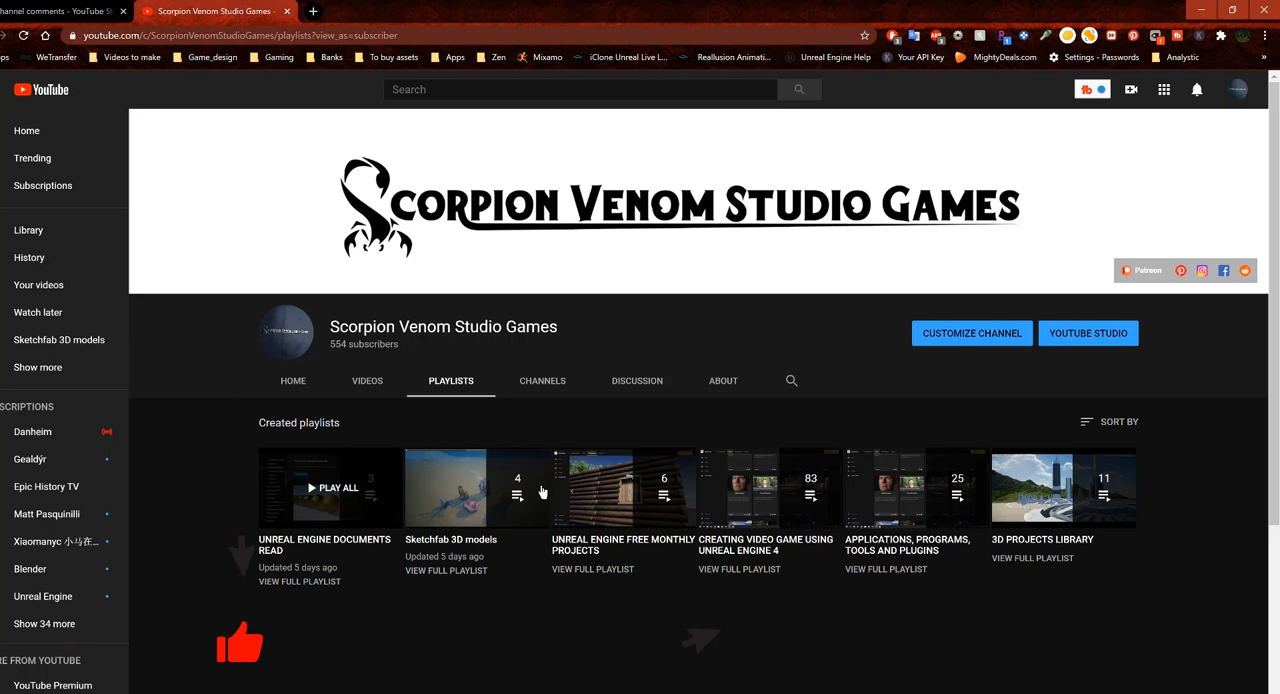 hannel comments - YouTube S
Scorpion Venom Studio Games -
youtube.com/c/ScorpionVenomStudioGames/playlists?view_as=subscriber
ps WeTransfer Videos to make Game_design Gaming Banks To buy assets Apps Zen Mixamo iClone Unreal Live L... Reallusion Animati... Unreal Engine Help Your API Key MightyDeals.com Settings - Passwords Analystic »
YouTube
Search
Home
Trending
Subscriptions
Library
History
Your videos
Watch later
Sketchfab 3D models
Show more
SCRIPTIONS
Danheim
Gealdýr
Epic History TV
Matt Pasquinilli
Xiaomanyc 小马在...
Blender
Unreal Engine
Show 34 more
RE FROM YOUTUBE
YouTube Premium
SCORPION VENOM STUDIO GAMES
Patreon
Scorpion Venom Studio Games
554 subscribers
CUSTOMIZE CHANNEL
YOUTUBE STUDIO
HOME VIDEOS PLAYLISTS CHANNELS DISCUSSION ABOUT
Created playlists
SORT BY
3
PLAY ALL
UNREAL ENGINE DOCUMENTS
READ
Updated 5 days ago
VIEW FULL PLAYLIST
4
Sketchfab 3D models
Updated 5 days ago
VIEW FULL PLAYLIST
6
UNREAL ENGINE FREE MONTHLY
PROJECTS
VIEW FULL PLAYLIST
83
CREATING VIDEO GAME USING
UNREAL ENGINE 4
VIEW FULL PLAYLIST
25
APPLICATIONS, PROGRAMS,
TOOLS AND PLUGINS
VIEW FULL PLAYLIST
11
3D PROJECTS LIBRARY
VIEW FULL PLAYLIST